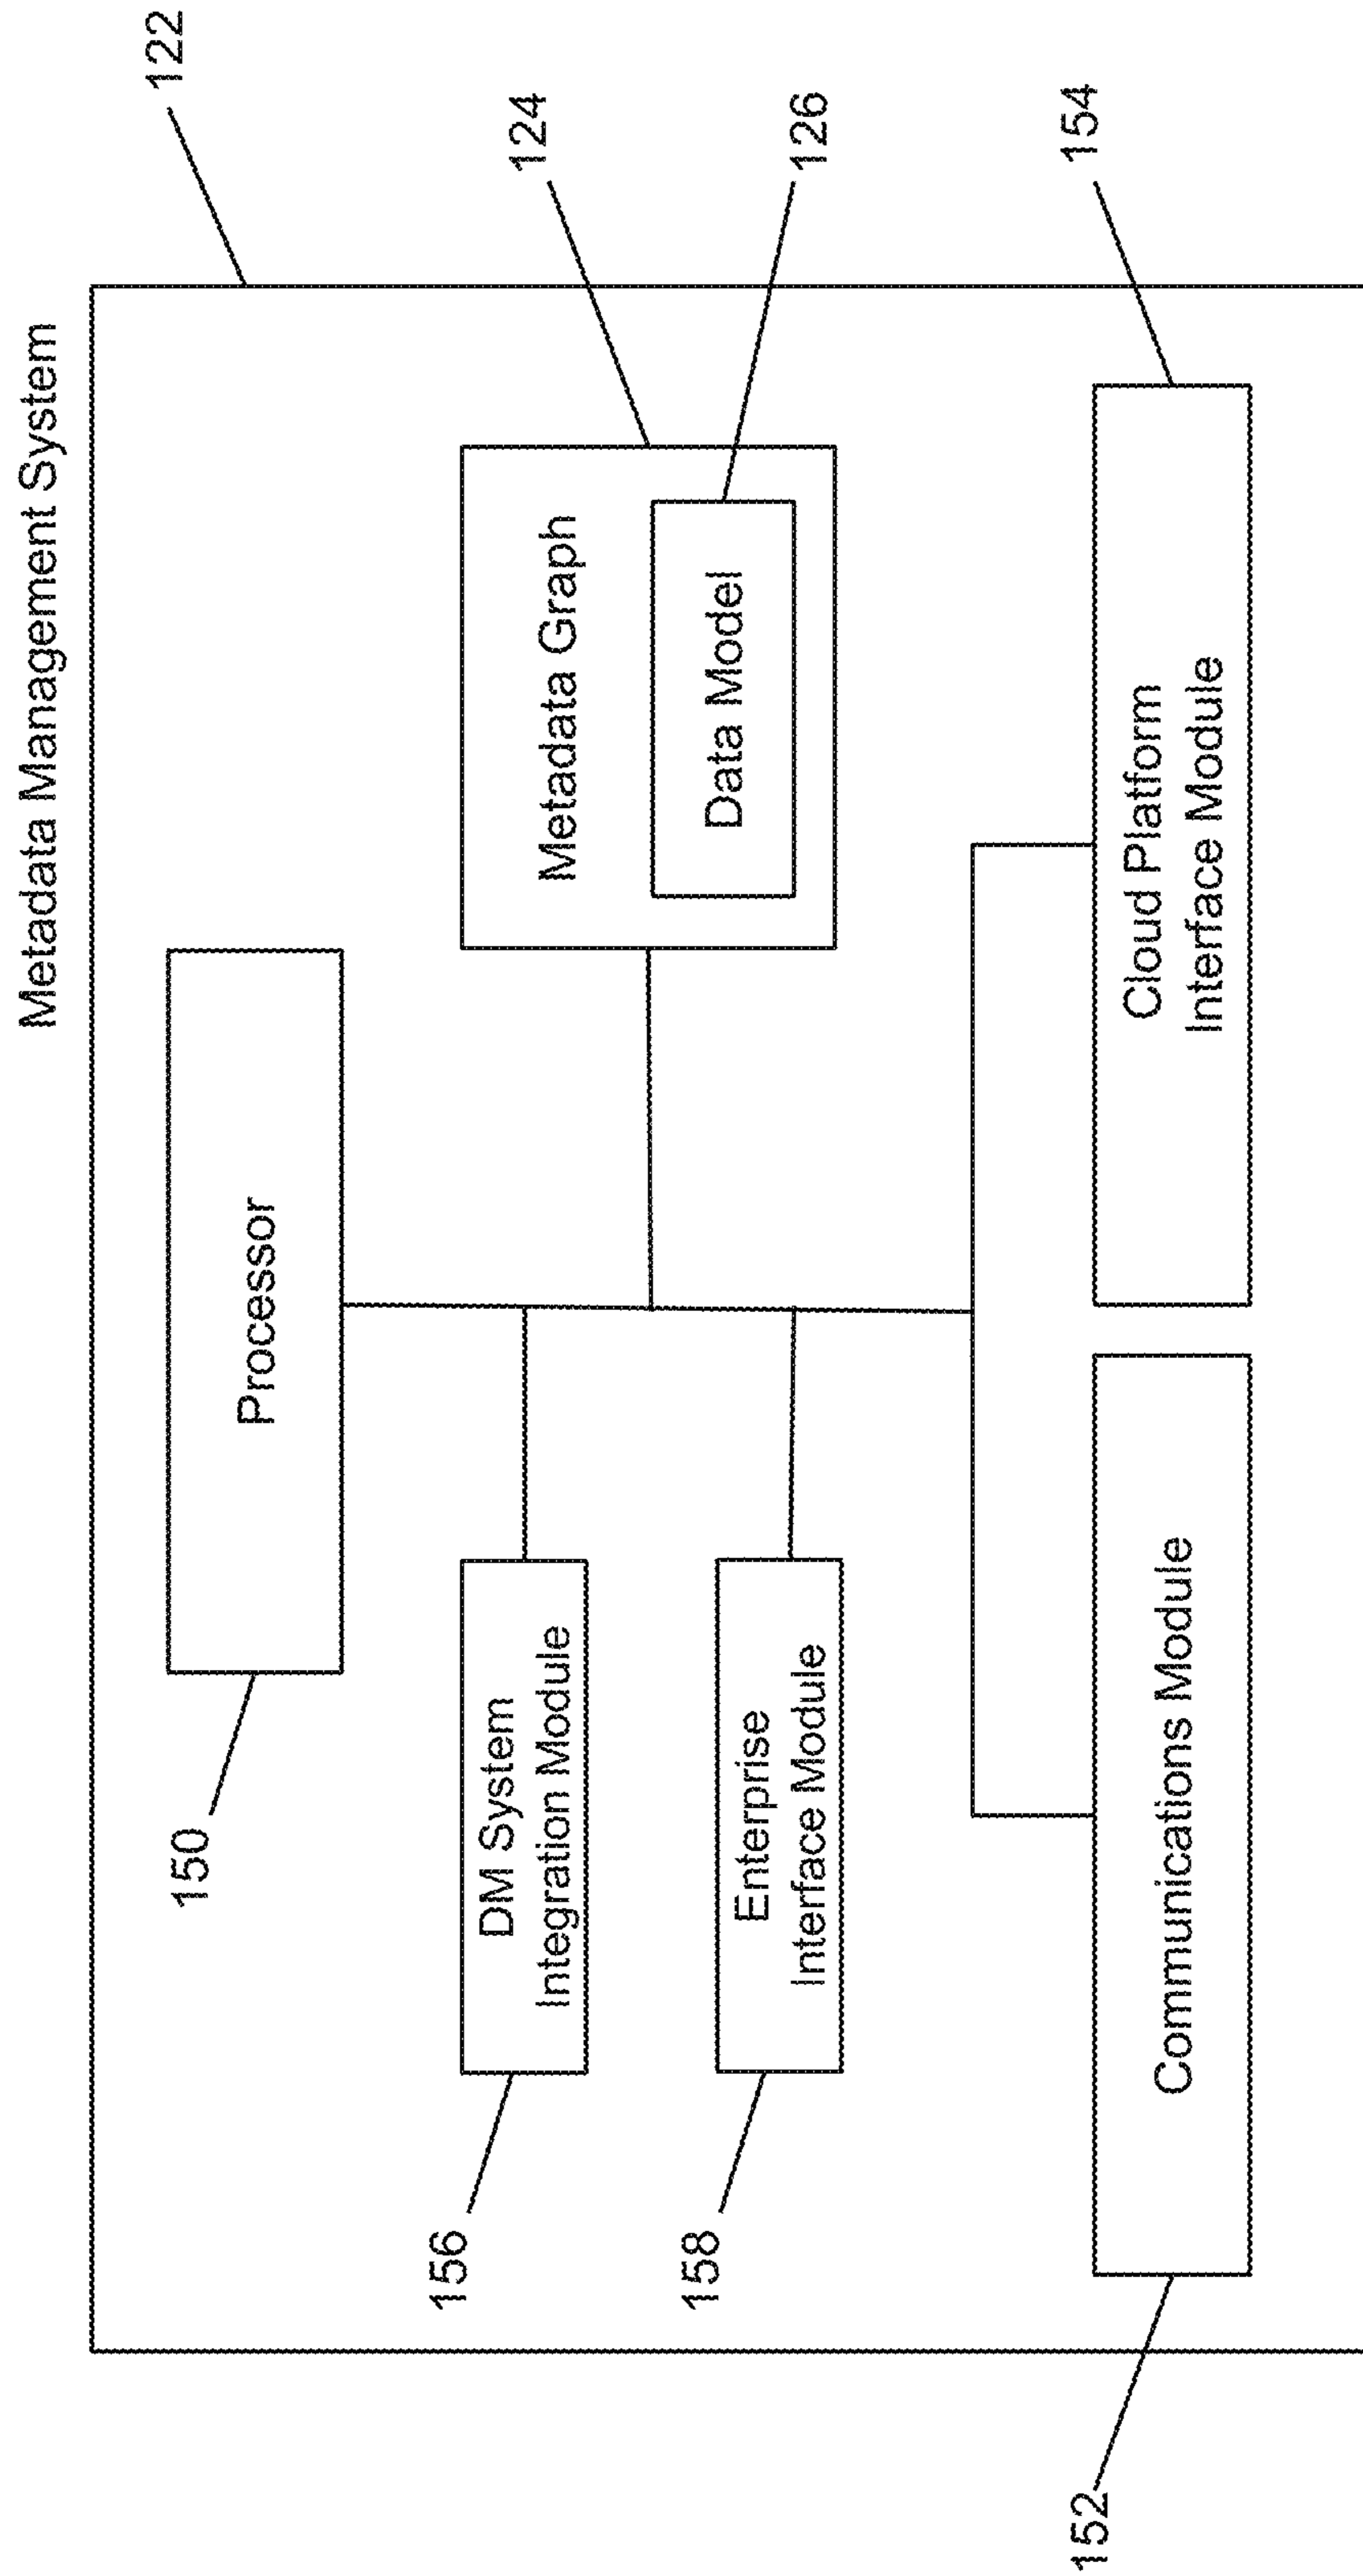 Metadata Management System
122
Processor
150
Metadata Graph
124
Data Model
126
DM System
Integration Module
156
Enterprise
Interface Module
158
Communications Module
152
Cloud Platform
Interface Module
154